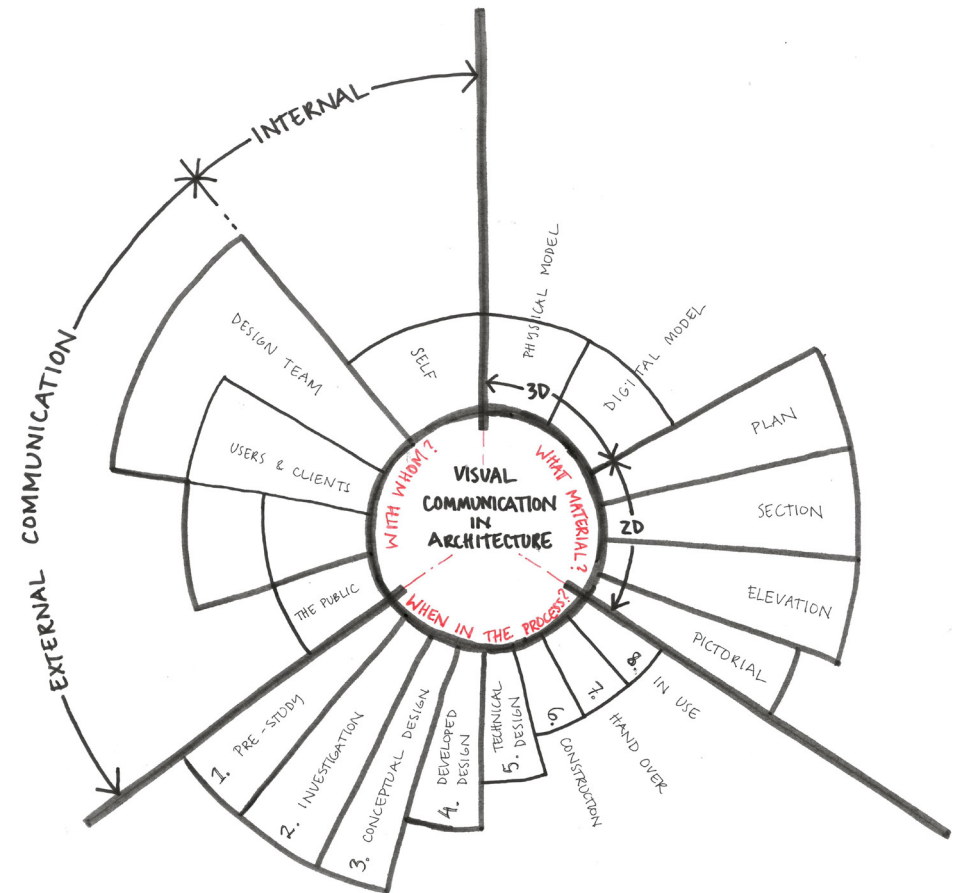 INTERNAL
EXTERNAL COMMUNICATION
DESIGN TEAM
USERS & CLIENTS
THE PUBLIC
SELF
PHYSICAL MODEL
DIGITAL MODEL
3D
2D
PLAN
SECTION
ELEVATION
PICTORIAL
WITH WHOM?
WHAT MATERIAL?
WHEN IN THE PROCESS?
VISUAL
COMMUNICATION
IN
ARCHITECTURE
1. PRE-STUDY
2. INVESTIGATION
3. CONCEPTUAL DESIGN
4. DEVELOPED
DESIGN
5. TECHNICAL
DESIGN
6. CONSTRUCTION
7. HAND OVER
8. IN USE